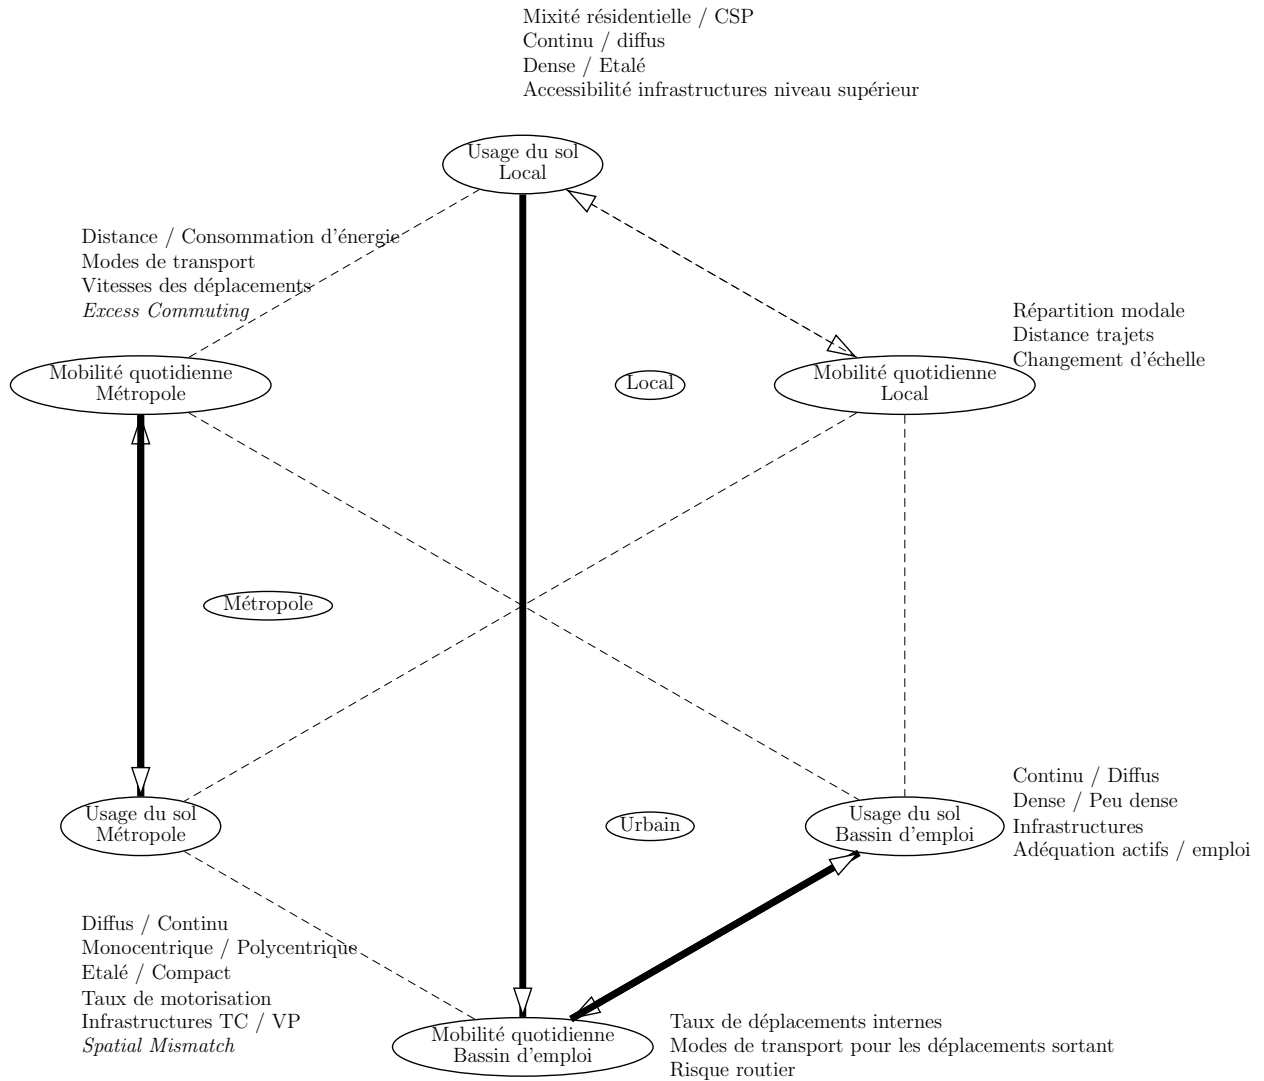 Mixité résidentielle / CSP
Continu / diffus
Dense / Etalé
Accessibilité infrastructures niveau supérieur
Usage du sol
Local
Distance / Consommation d'énergie
Modes de transport
Vitesses des déplacements
Excess Commuting
Répartition modale
Distance trajets
Changement d'échelle
Mobilité quotidienne
Métropole
Local
Mobilité quotidienne
Local
Métropole
Continu / Diffus
Dense / Peu dense
Infrastructures
Adéquation actifs / emploi
Usage du sol
Métropole
Urbain
Usage du sol
Bassin d'emploi
Diffus / Continu
Monocentrique / Polycentrique
Etalé / Compact
Taux de motorisation
Infrastructures TC / VP
Spatial Mismatch
Mobilité quotidienne
Bassin d'emploi
Taux de déplacements internes
Modes de transport pour les déplacements sortant
Risque routier